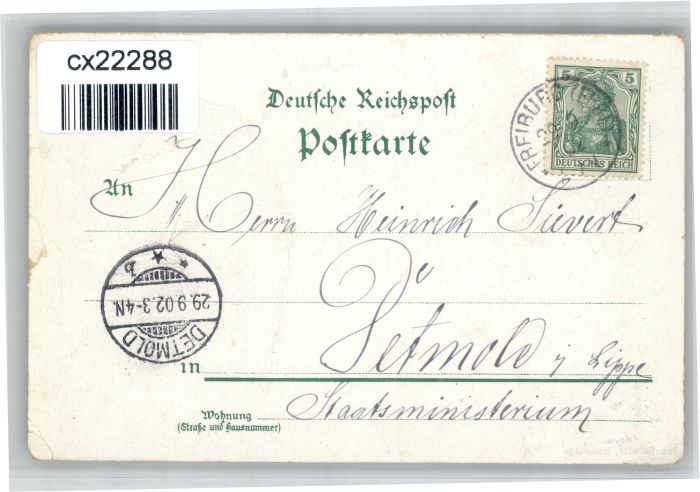 cx22288
Deutsche Reichspost
Postkarte
5 5
DEUTSCHES REICH
FREIBURG
An
Herrn Heinrich Sievert
Detmold i/ Lippe
in
Staatsministerium
Wohnung
(Straße und Hausnummer)
DETMOLD
29.9.02.3-4N.
b